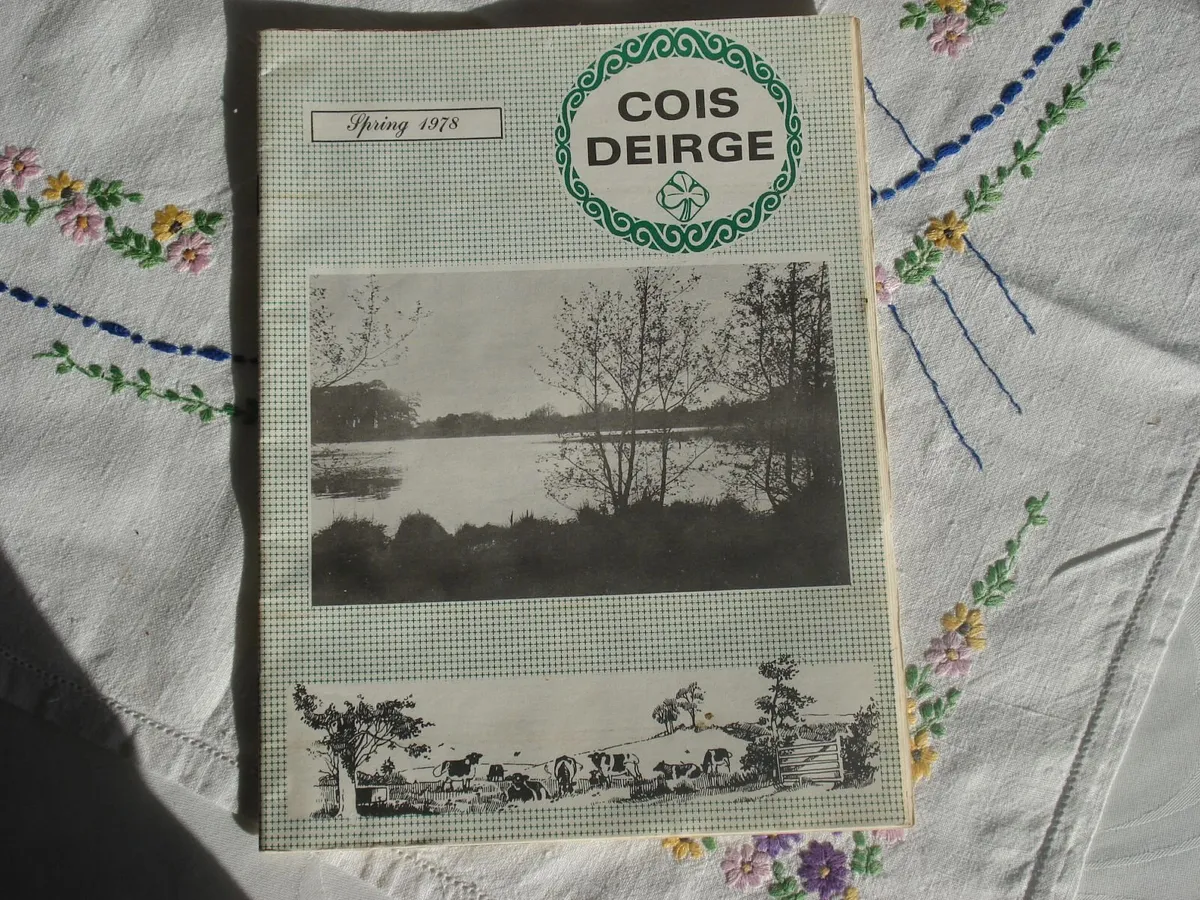 Spring 1978
COIS
DEIRGE